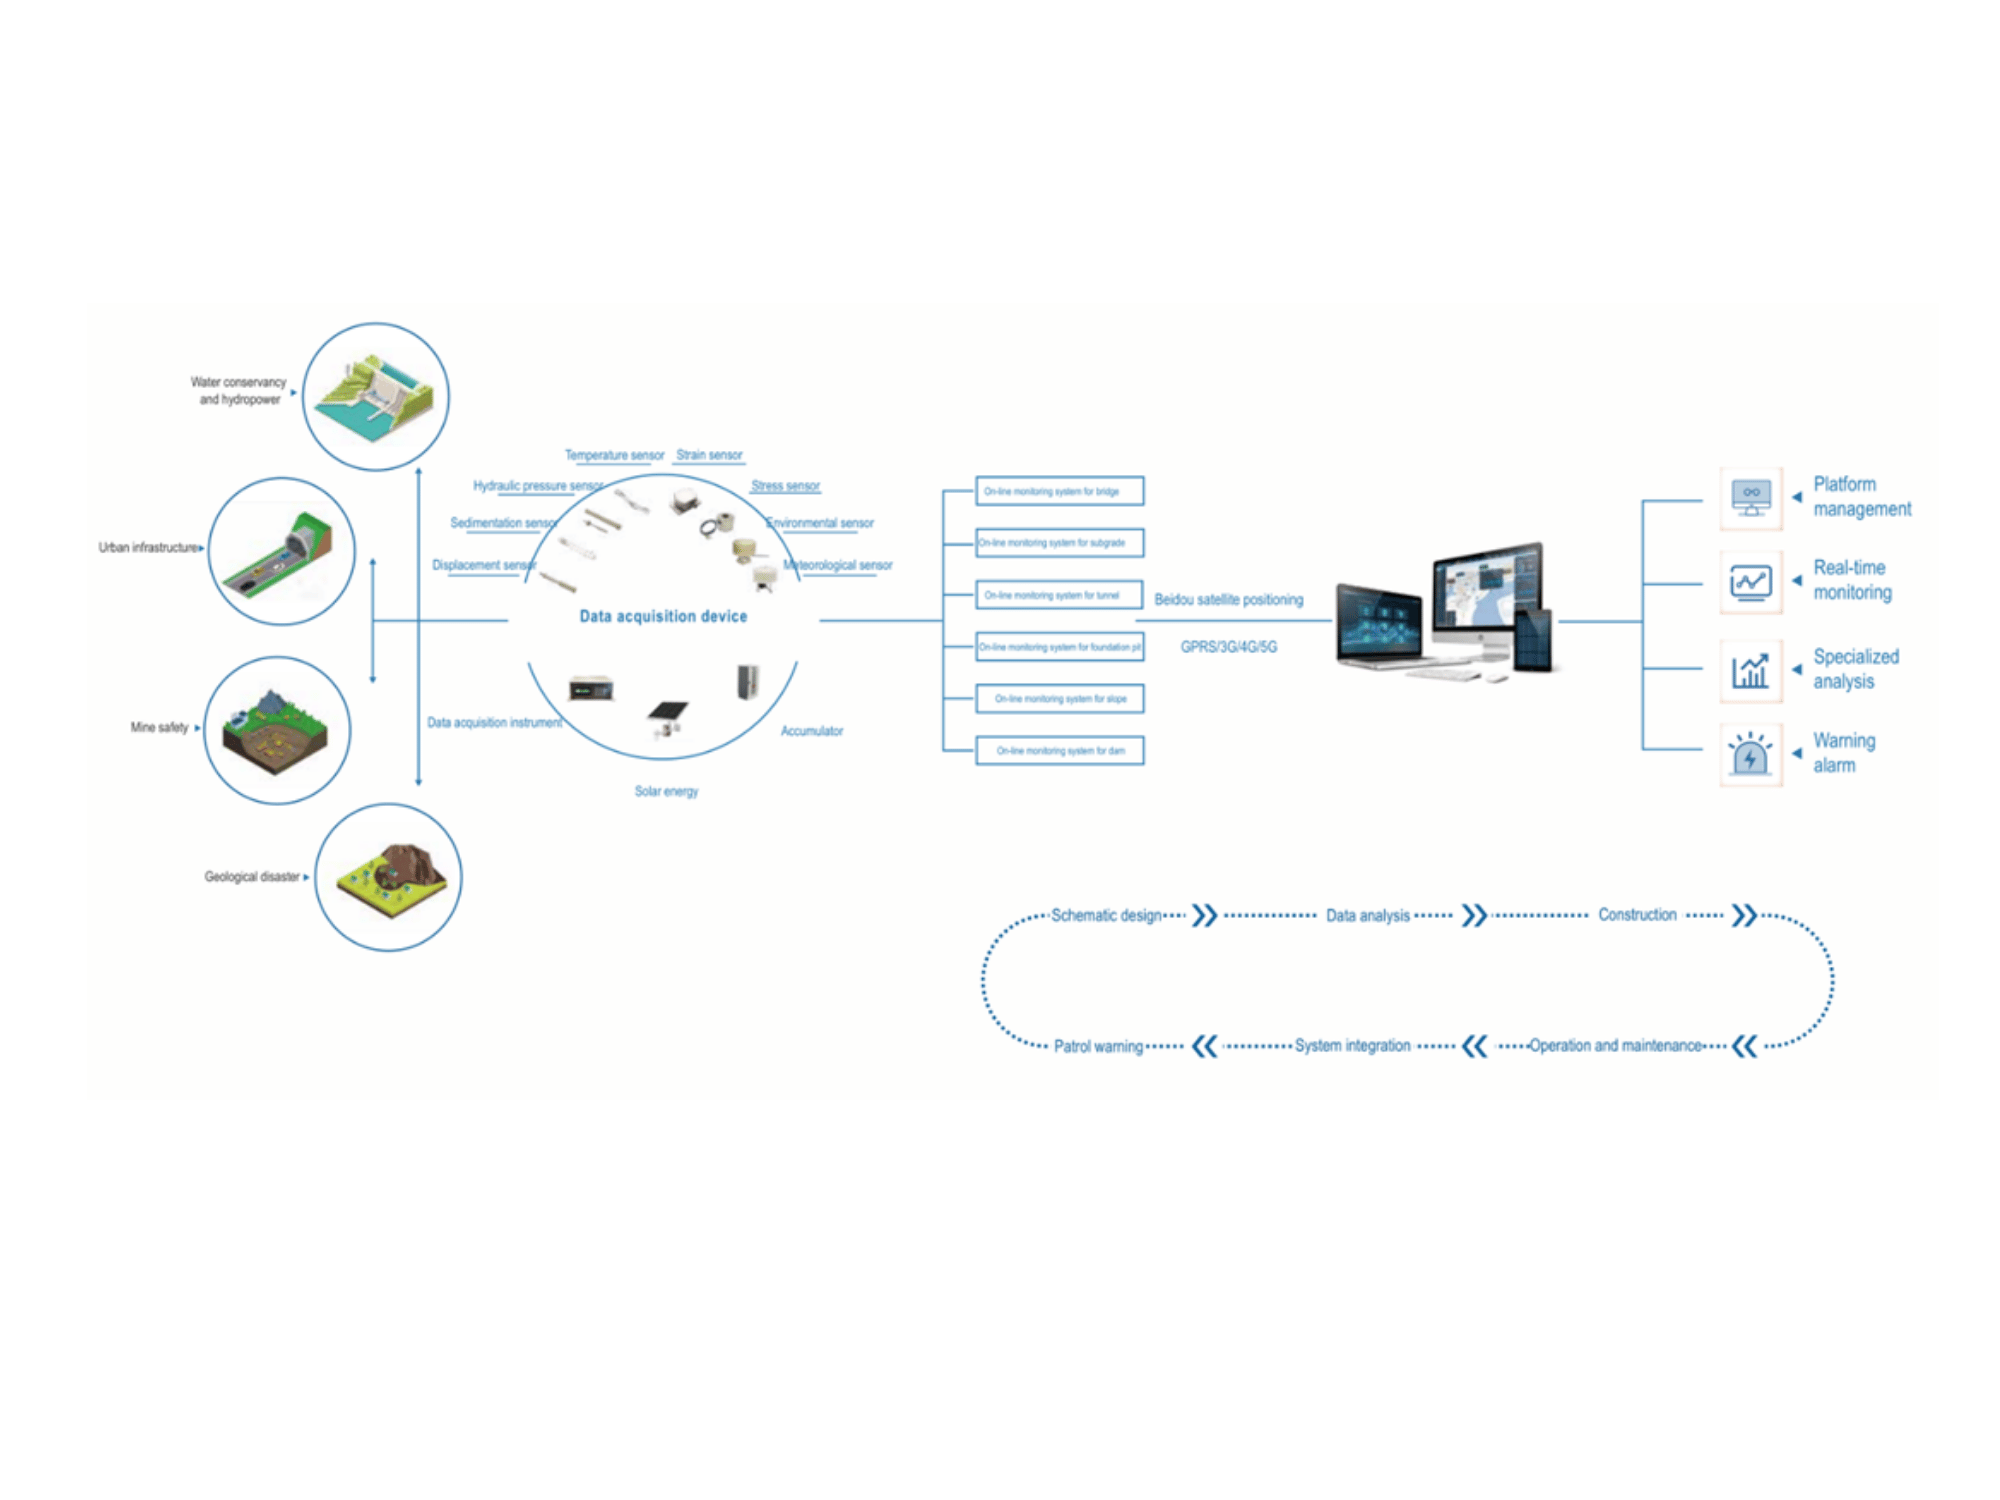 Water conservancy
and hydropower
Urban infrastructure
Mine safety
Geological disaster
Temperature sensor
Strain sensor
Hydraulic pressure sensor
Stress sensor
Sedimentation sensor
Environmental sensor
Displacement sensor
Meteorological sensor
Data acquisition device
Data acquisition instrument
Accumulator
Solar energy
On-line monitoring system for bridge
On-line monitoring system for subgrade
On-line monitoring system for tunnel
On-line monitoring system for foundation pit
On-line monitoring system for slope
On-line monitoring system for dam
Beidou satellite positioning
GPRS/3G/4G/5G
Platform
management
Real-time
monitoring
Specialized
analysis
Warning
alarm
Schematic design
Data analysis
Construction
Patrol warning
System integration
Operation and maintenance